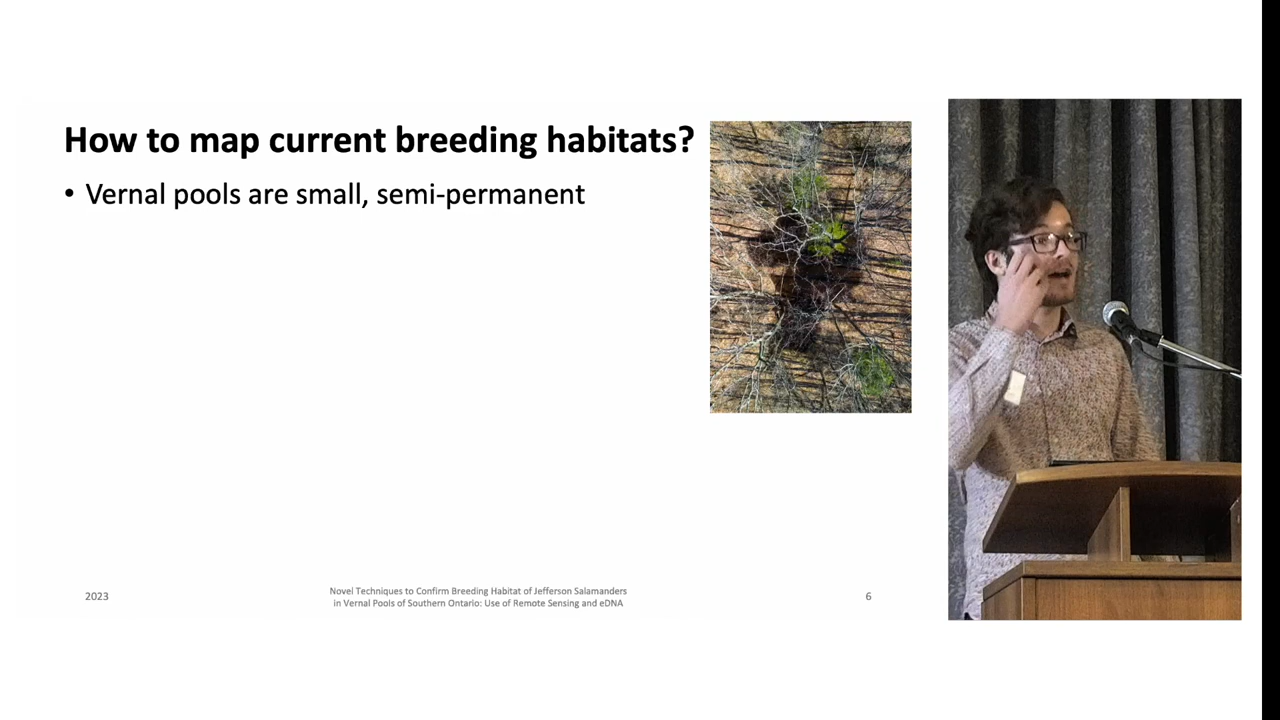 How to map current breeding habitats?
• Vernal pools are small, semi-permanent
2023
Novel Techniques to Confirm Breeding Habitat of Jefferson Salamanders
in Vernal Pools of Southern Ontario: Use of Remote Sensing and eDNA
6